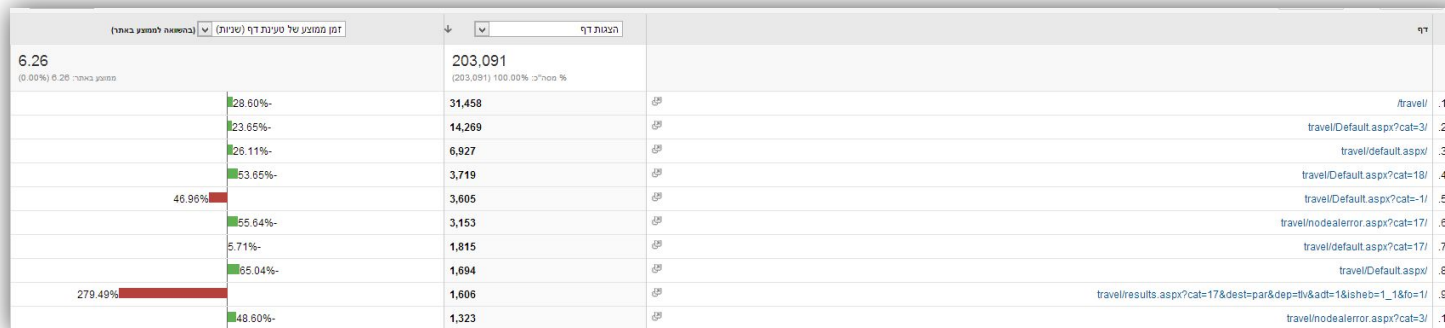 דף הצגות דף זמן ממוצע של טעינת דף (שניות) (בהשוואה לממוצע באתר)
203,091 6.26
% מסה"כ: 100.00% (203,091) ממוצע באתר: 6.26 (0.00%)
.1 /travel/ 31,458 28.60%-
.2 travel/Default.aspx?cat=3/ 14,269 23.65%-
.3 travel/default.aspx/ 6,927 26.11%-
.4 travel/Default.aspx?cat=18/ 3,719 53.65%-
.5 travel/Default.aspx?cat=-1/ 3,605 46.96%
.6 travel/nodealerror.aspx?cat=17/ 3,153 55.64%-
.7 travel/default.aspx?cat=17/ 1,815 5.71%-
.8 travel/Default.aspx/ 1,694 65.04%-
.9 travel/results.aspx?cat=17&dest=par&dep=tlv&adt=1&isheb=1_1&fo=1/ 1,606 279.49%
.1 travel/nodealerror.aspx?cat=3/ 1,323 48.60%-